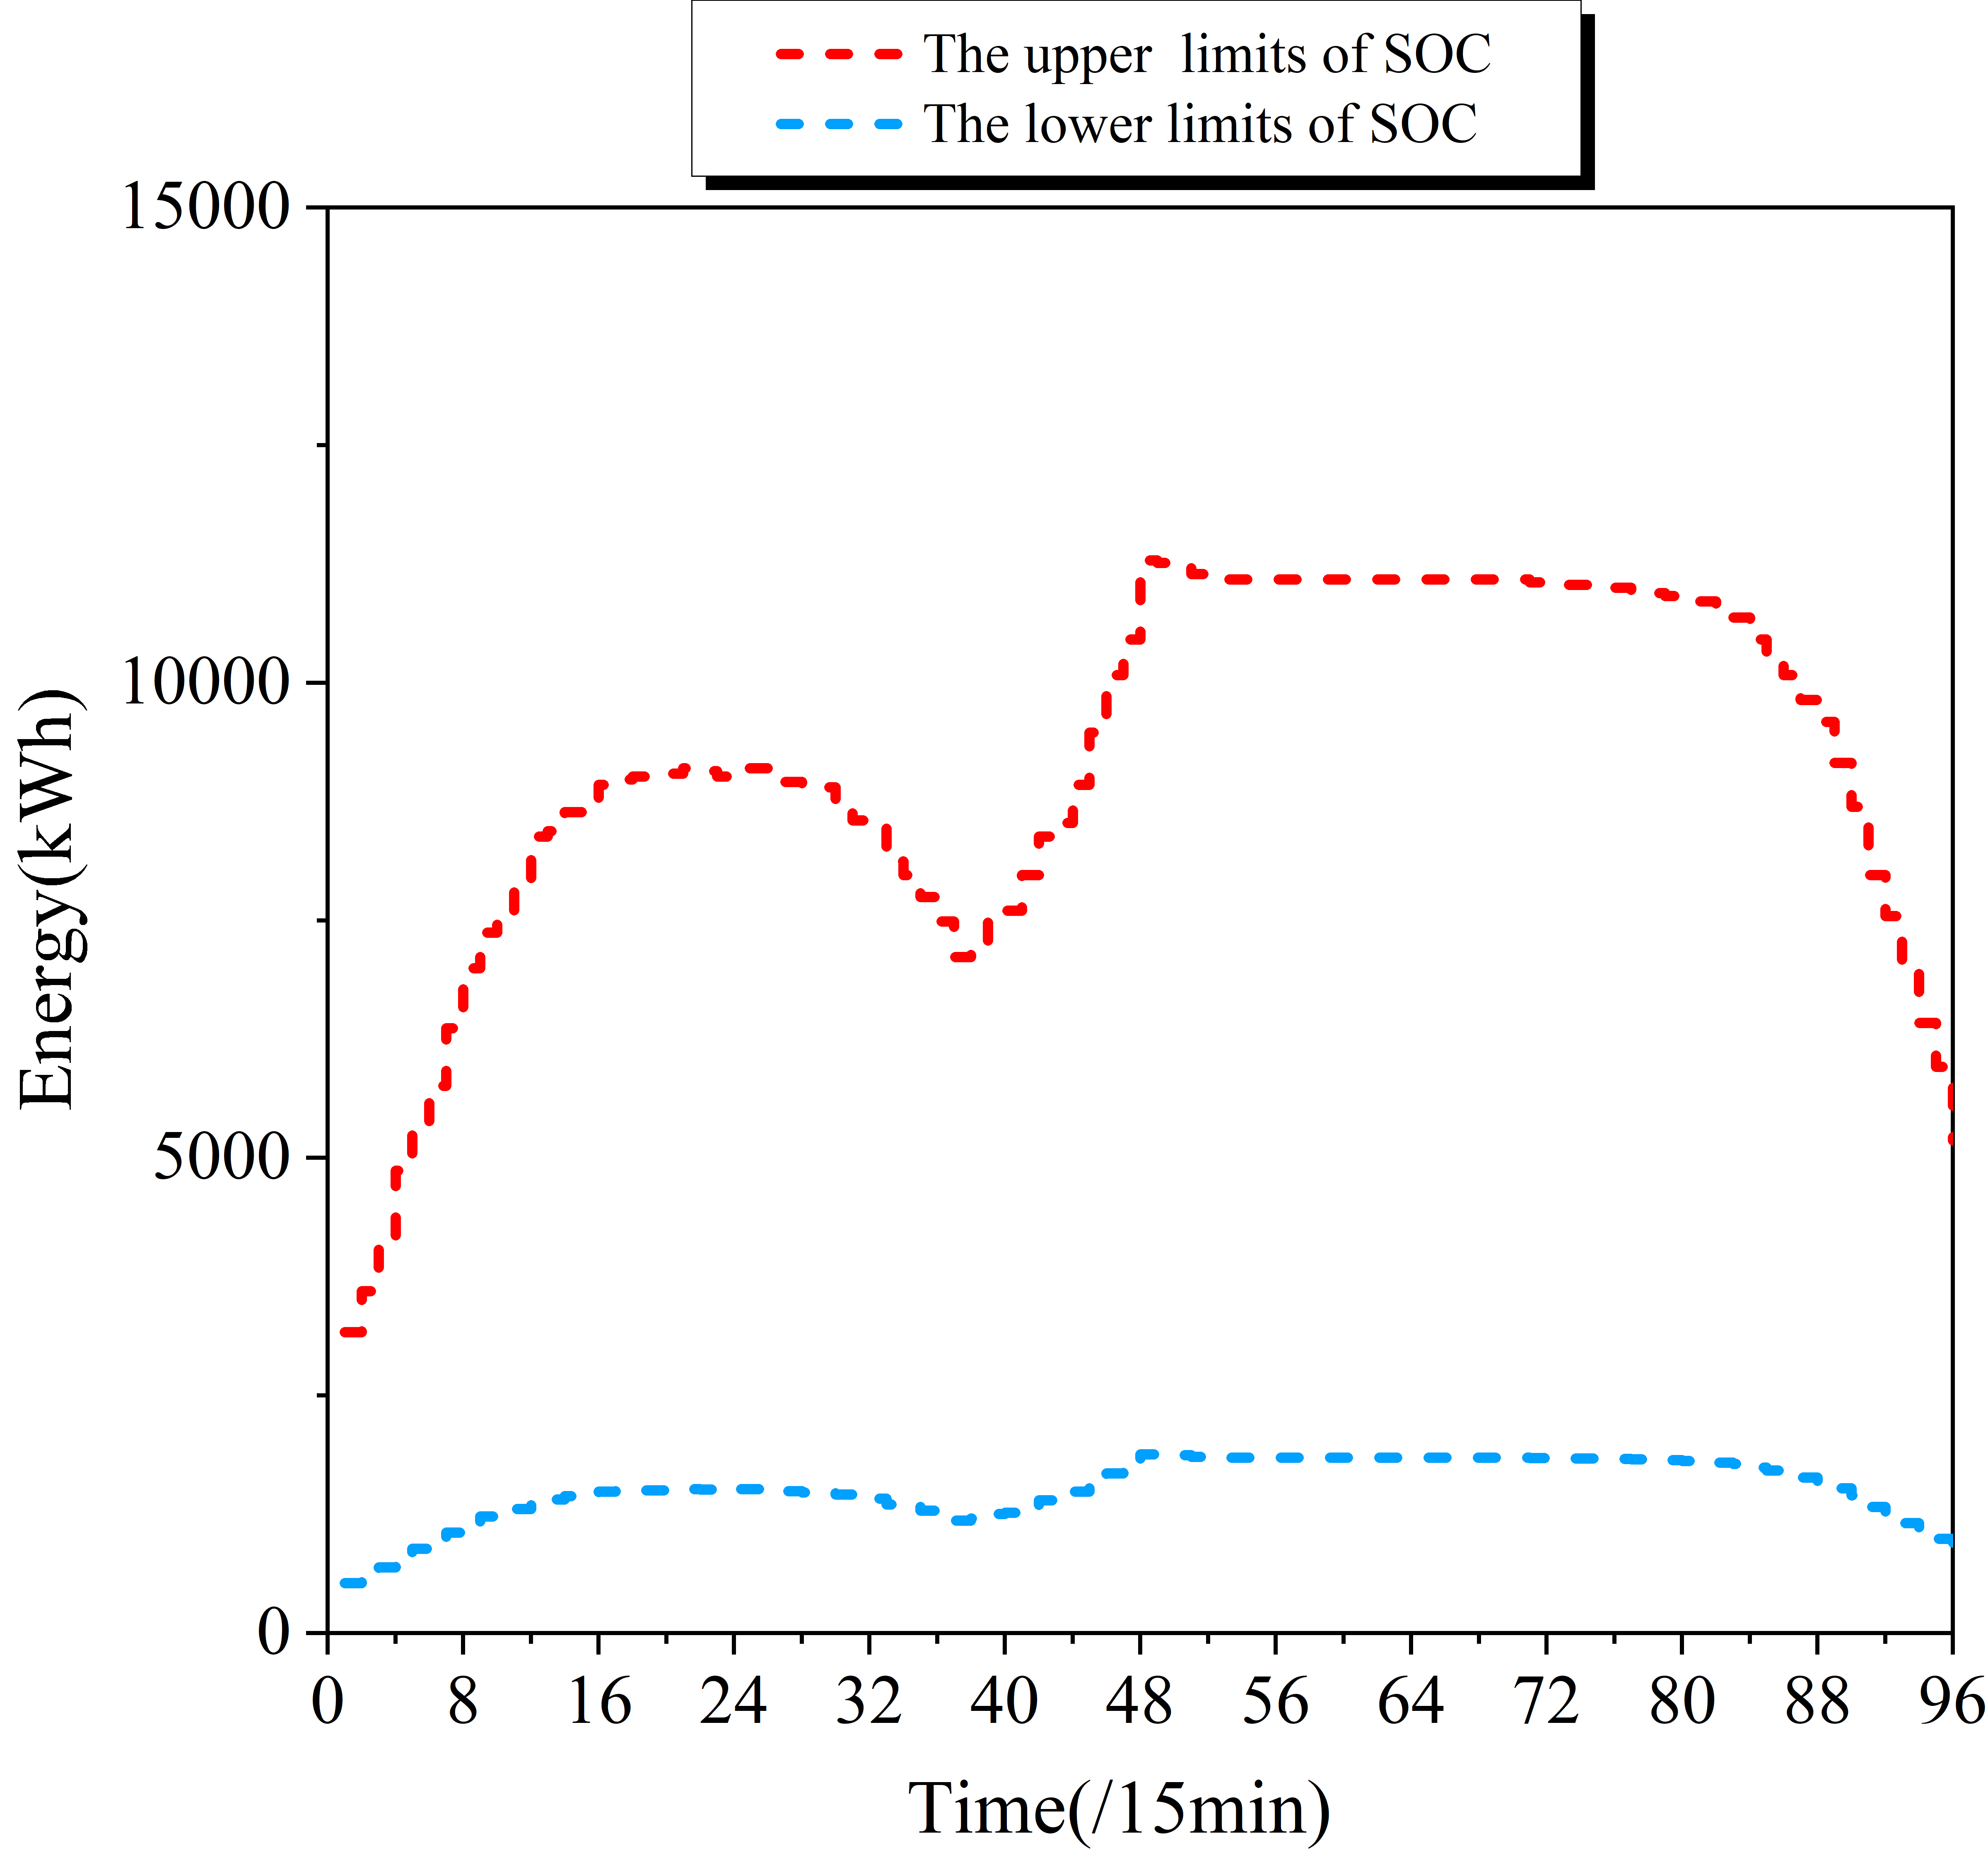 The upper limits of SOC
The lower limits of SOC
15000
10000
5000
0
Energy(kWh)
0 8 16 24 32 40 48 56 64 72 80 88 96
Time(/15min)